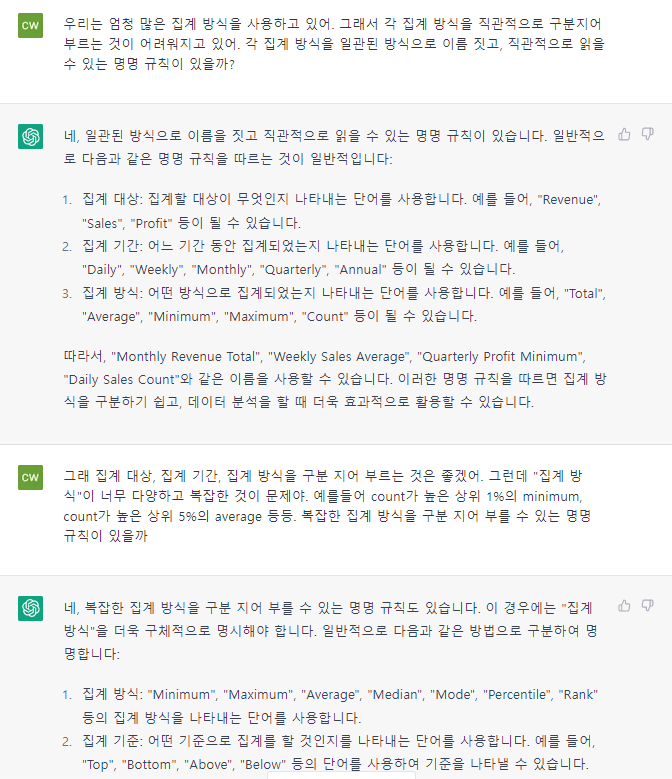 CW
우리는 엄청 많은 집계 방식을 사용하고 있어. 그래서 각 집계 방식을 직관적으로 구분지어
부르는 것이 어려워지고 있어. 각 집계 방식을 일관된 방식으로 이름 짓고, 직관적으로 읽을
수 있는 명명 규칙이 있을까?
네, 일관된 방식으로 이름을 짓고 직관적으로 읽을 수 있는 명명 규칙이 있습니다. 일반적으
로 다음과 같은 명명 규칙을 따르는 것이 일반적입니다:
1. 집계 대상: 집계할 대상이 무엇인지 나타내는 단어를 사용합니다. 예를 들어, "Revenue",
"Sales", "Profit" 등이 될 수 있습니다.
2. 집계 기간: 어느 기간 동안 집계되었는지 나타내는 단어를 사용합니다. 예를 들어,
"Daily", "Weekly", "Monthly", "Quarterly", "Annual" 등이 될 수 있습니다.
3. 집계 방식: 어떤 방식으로 집계되었는지 나타내는 단어를 사용합니다. 예를 들어, "Total",
"Average", "Minimum", "Maximum", "Count" 등이 될 수 있습니다.
따라서, "Monthly Revenue Total", "Weekly Sales Average", "Quarterly Profit Minimum",
"Daily Sales Count"와 같은 이름을 사용할 수 있습니다. 이러한 명명 규칙을 따르면 집계 방
식을 구분하기 쉽고, 데이터 분석을 할 때 더욱 효과적으로 활용할 수 있습니다.
CW
그래 집계 대상, 집계 기간, 집계 방식을 구분 지어 부르는 것은 좋겠어. 그런데 "집계 방
식"이 너무 다양하고 복잡한 것이 문제야. 예를들어 count가 높은 상위 1%의 minimum,
count가 높은 상위 5%의 average 등등. 복잡한 집계 방식을 구분 지어 부를 수 있는 명명
규칙이 있을까
네, 복잡한 집계 방식을 구분 지어 부를 수 있는 명명 규칙도 있습니다. 이 경우에는 "집계
방식"을 더욱 구체적으로 명시해야 합니다. 일반적으로 다음과 같은 방법으로 구분하여 명
명합니다:
1. 집계 방식: "Minimum", "Maximum", "Average", "Median", "Mode", "Percentile", "Rank"
등의 집계 방식을 나타내는 단어를 사용합니다.
2. 집계 기준: 어떤 기준으로 집계를 할 것인지를 나타내는 단어를 사용합니다. 예를 들어,
"Top", "Bottom", "Above", "Below" 등의 단어를 사용하여 기준을 나타낼 수 있습니다.